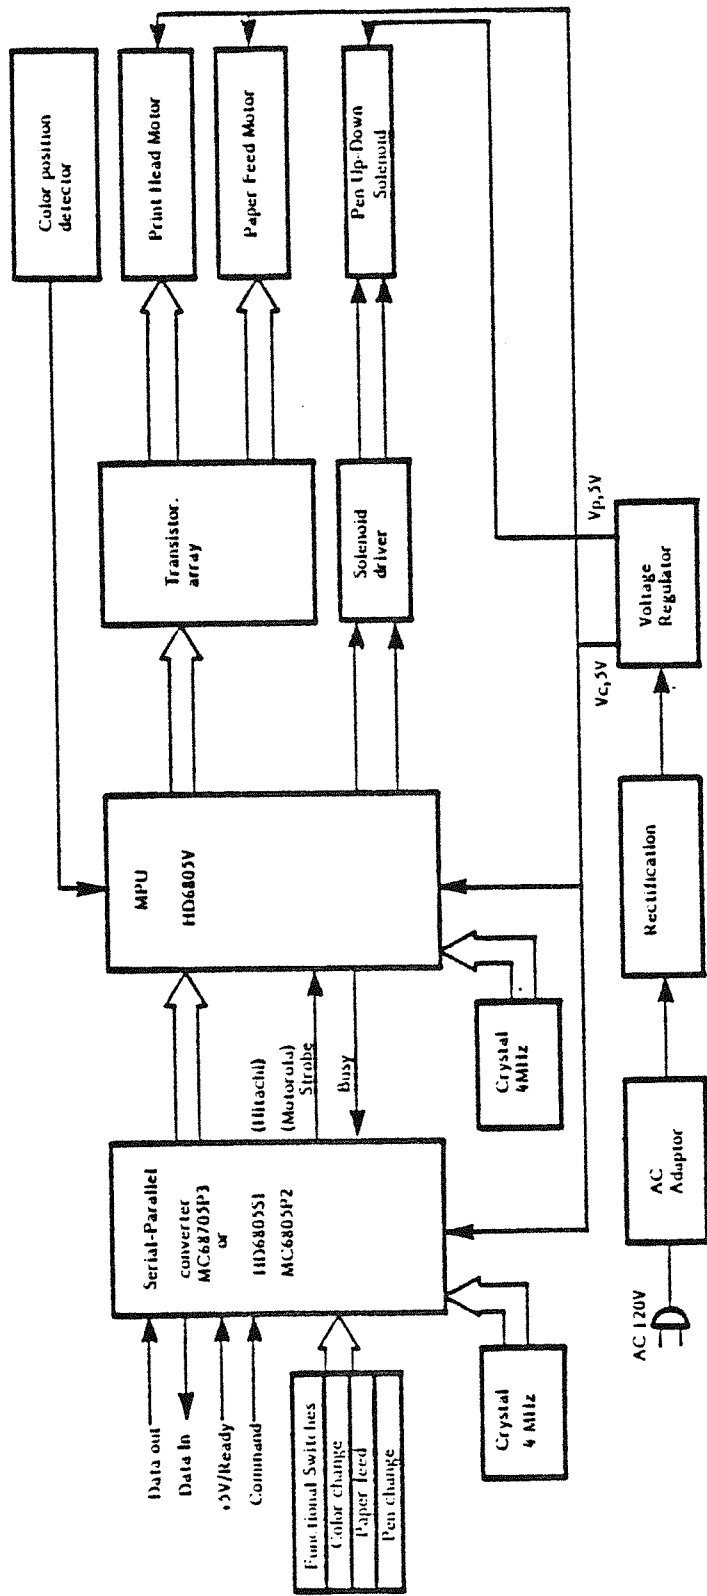 Data out
Data In
+5V/Ready
Command
Functional Switches
Color change
Paper feed
Pen change
Serial-Parallel
converter
MC68705P3
or
HD6805S1
MC6805P2
(Hitachi)
(Motorola)
Strobe
Busy
Crystal
4 MHz
MPU
HD6805V
Crystal
4MHz
Transistor.
array
Solenoid
driver
Color position
detector
Print Head Motor
Paper Feed Motor
Pen Up-Down
Solenoid
AC 120V
AC
Adaptor
Rectification
Voltage
Regulator
Vc,5V
Vp,5V